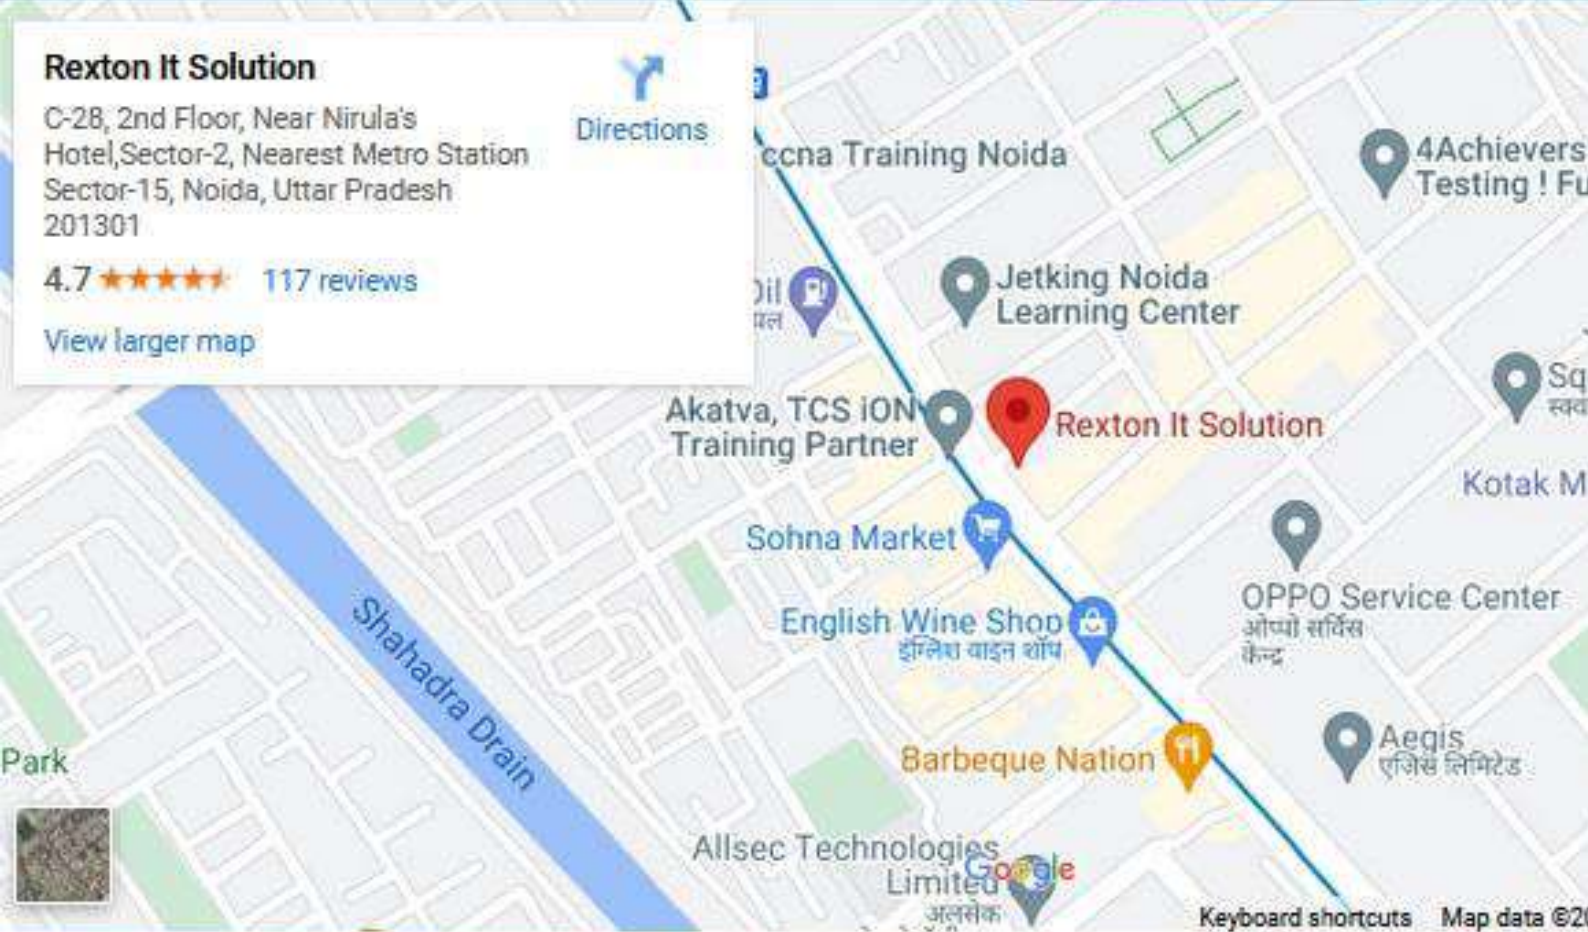 Rexton It Solution
C-28, 2nd Floor, Near Nirula's
Hotel,Sector-2, Nearest Metro Station
Sector-15, Noida, Uttar Pradesh
201301
Directions
4.7
117 reviews
View larger map
ccna Training Noida
4Achievers
Testing ! Fu
Jetking Noida
Learning Center
Oil
Akatva, TCS iON
Training Partner
Rexton It Solution
Sq
Kotak M
Sohna Market
OPPO Service Center
ओप्पो सर्विस
केन्द्र
English Wine Shop
इंग्लिश वाइन शॉप
Shahadra Drain
Aegis
एजिस लिमिटेड
Barbeque Nation
Park
Allsec Technologies
Limited
अलसेक
Google
Keyboard shortcuts
Map data ©20